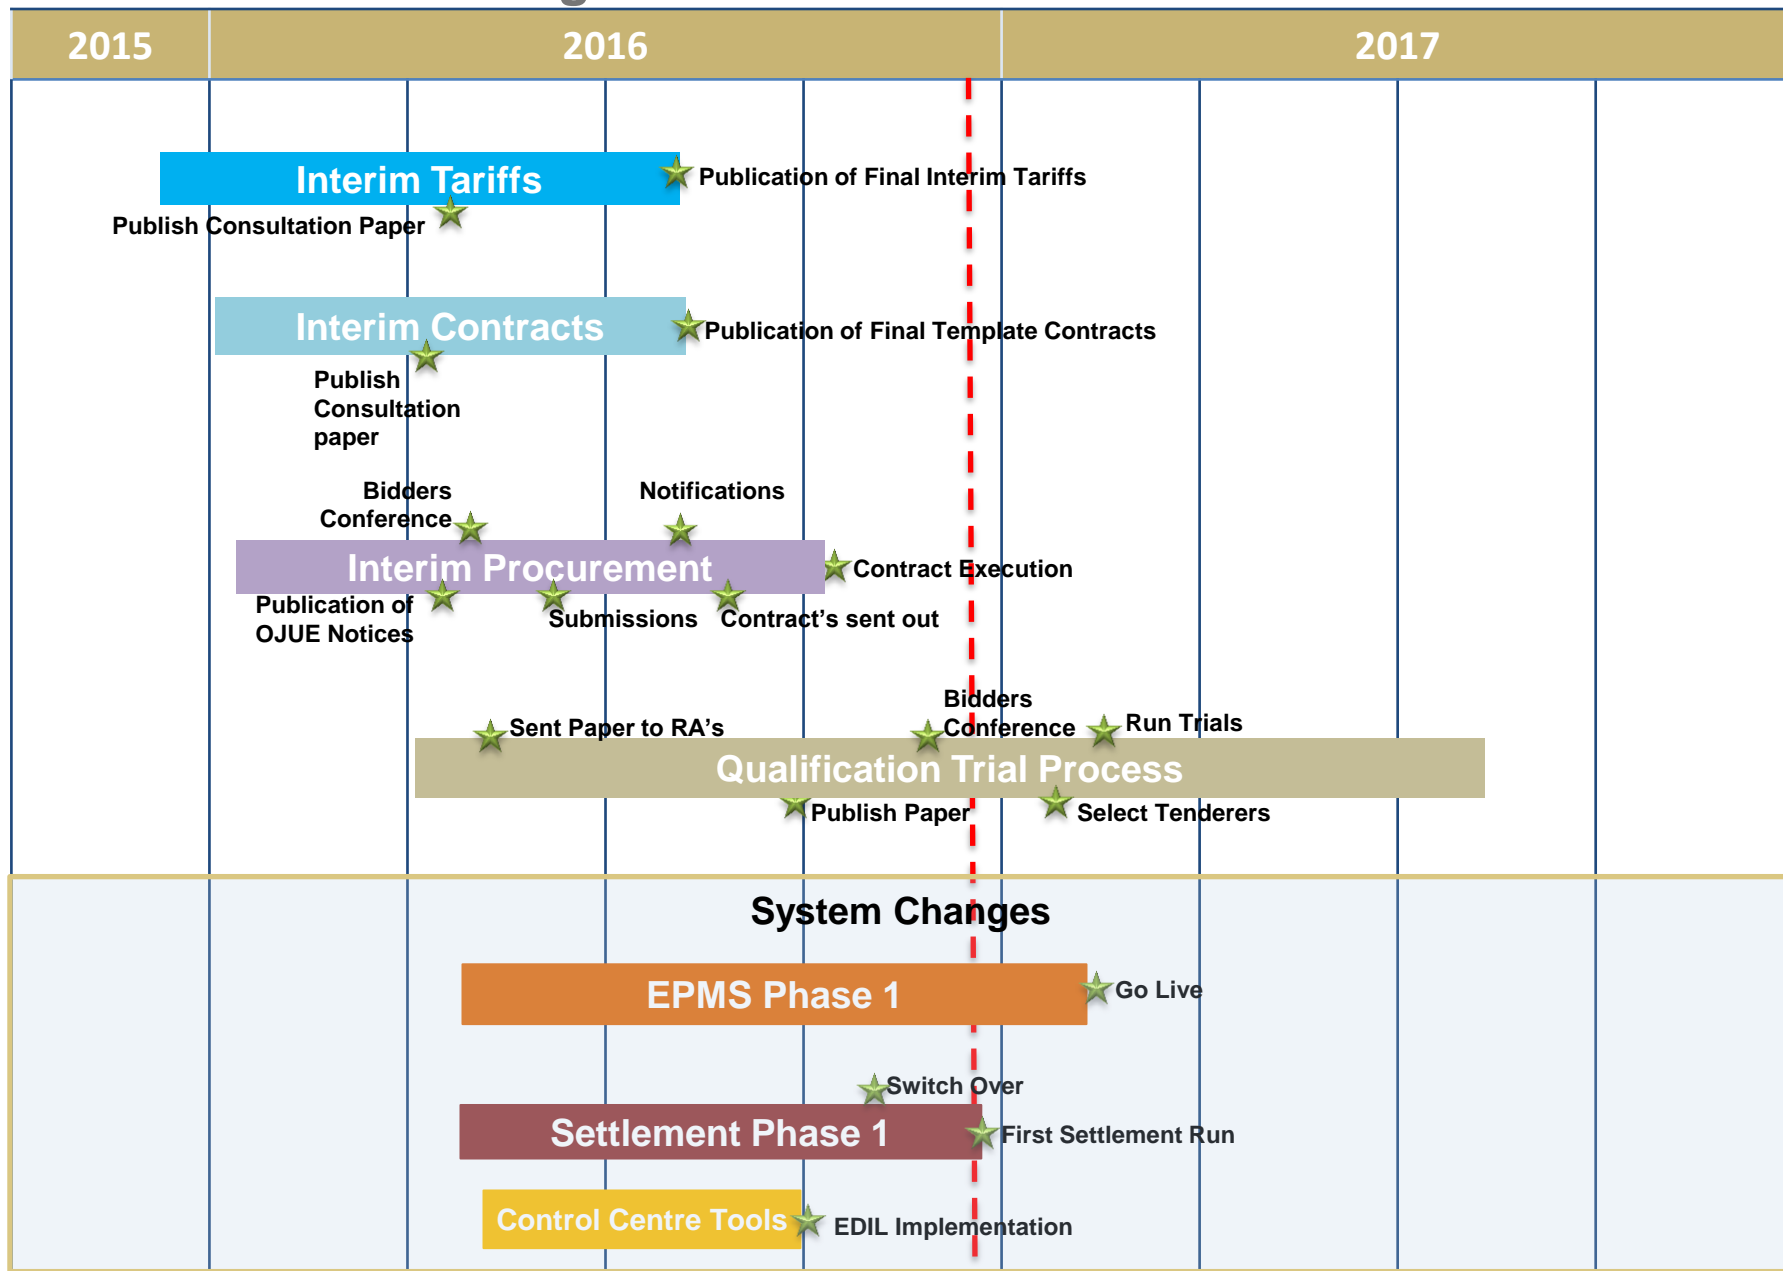 2015 2016 2017
Interim Tariffs
Publication of Final Interim Tariffs
Publish Consultation Paper
Interim Contracts
Publication of Final Template Contracts
Publish
Consultation
paper
Bidders
Conference
Notifications
Interim Procurement
Contract Execution
Publication of
OJUE Notices
Submissions
Contract's sent out
Sent Paper to RA's
Bidders
Conference
Run Trials
Qualification Trial Process
Publish Paper
Select Tenderers
System Changes
EPMS Phase 1
Go Live
Switch Over
Settlement Phase 1
First Settlement Run
Control Centre Tools
EDIL Implementation